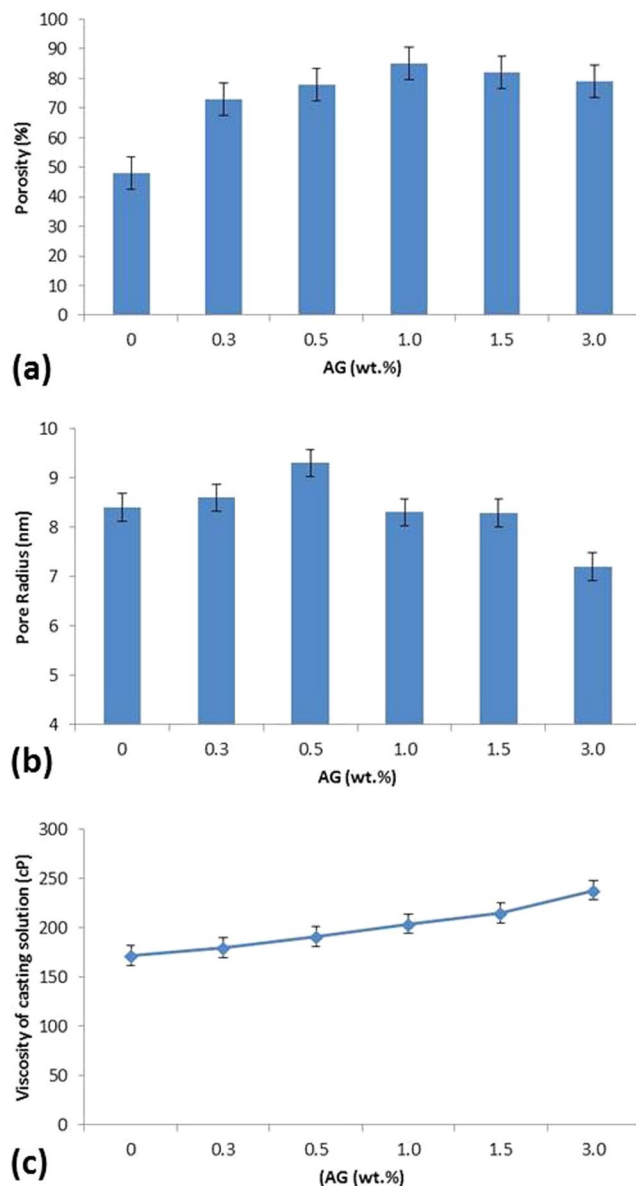 100
90
80
70
60
50
40
30
20
10
0
Porosity (%)
0 0.3 0.5 1.0 1.5 3.0
AG (wt.%)
(a)
10
9
8
7
6
5
4
Pore Radius (nm)
0 0.3 0.5 1.0 1.5 3.0
AG (wt.%)
(b)
300
250
200
150
100
50
0
Viscosity of casting solution (cP)
0 0.3 0.5 1.0 1.5 3.0
(AG (wt.%)
(c)